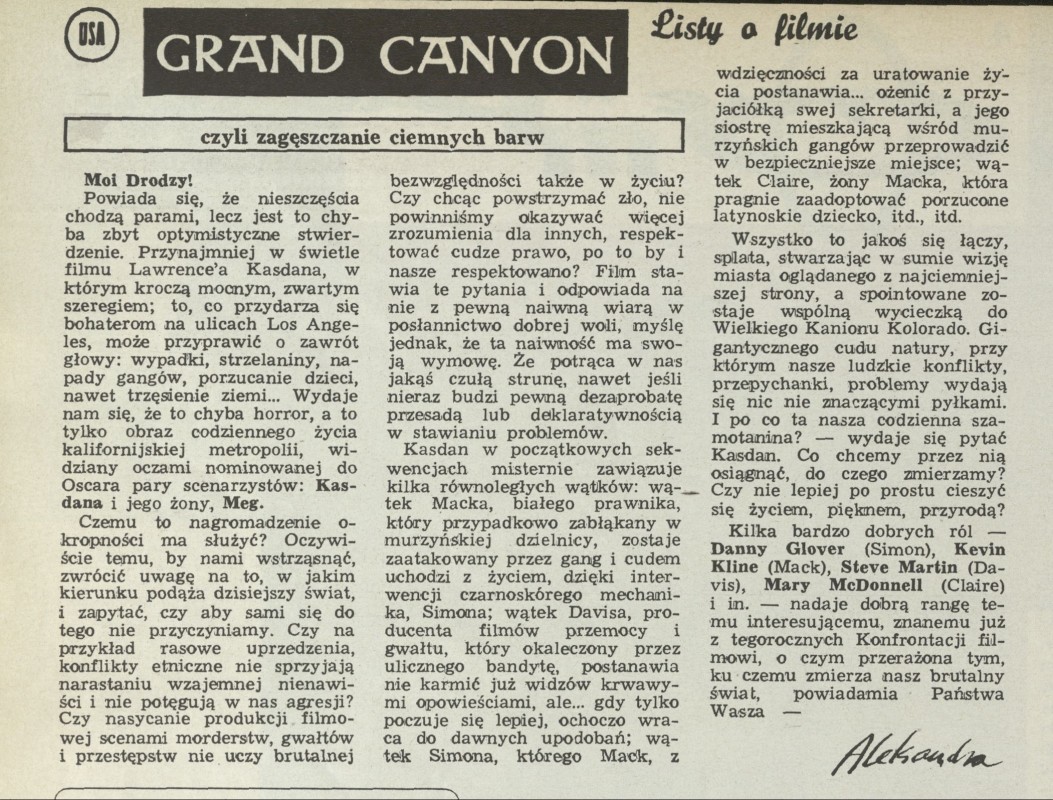 USA
GRAND CANYON
Listy o filmie
czyli zagęszczanie ciemnych barw
Moi Drodzy!
Powiada się, że nieszczęścia
chodzą parami, lecz jest to chy-
ba zbyt optymistyczne stwier-
dzenie. Przynajmniej w świetle
filmu Lawrence'a Kasdana, w
którym kroczą mocnym, zwartym
szeregiem; to, co przydarza się
bohaterom na ulicach Los Ange-
les, może przyprawić o zawrót
głowy: wypadki, strzelaniny, na-
pady gangów, porzucanie dzieci,
nawet trzęsienie ziemi... Wydaje
nam się, że to chyba horror, a to
tylko obraz codziennego życia
kalifornijskiej metropolii, wi-
dziany oczami nominowanej do
Oscara pary scenarzystów: Kas-
dana i jego żony, Meg.
Czemu to nagromadzenie o-
kropności ma służyć? Oczywi-
ście temu, by nami wstrząsnąć,
zwrócić uwagę na to, w jakim
kierunku podąża dzisiejszy świat,
i zapytać, czy aby sami się do
tego nie przyczyniamy. Czy na
przykład rasowe uprzedzenia,
konflikty etniczne nie sprzyjają
narastaniu wzajemnej nienawi-
ści i nie potęgują w nas agresji?
Czy nasycanie produkcji filmo-
wej scenami morderstw, gwałtów
i przestępstw nie uczy brutalnej
bezwzględności także w życiu?
Czy chcąc powstrzymać zło, nie
powinniśmy okazywać więcej
zrozumienia dla innych, respek-
tować cudze prawo, po to by i
nasze respektowano? Film sta-
wia te pytania i odpowiada na
nie z pewną naiwną wiarą w
posłannictwo dobrej woli, myślę
jednak, że ta naiwność ma swo-
ją wymowę. Że potrąca w nas
jakąś czułą strunę, nawet jeśli
nieraz budzi pewną dezaprobatę
przesadą lub deklaratywnością
w stawianiu problemów.
Kasdan w początkowych sek-
wencjach misternie zawiązuje
kilka równoległych wątków: wą-
tek Macka, białego prawnika,
który przypadkowo zabłąkany w
murzyńskiej dzielnicy, zostaje
zaatakowany przez gang i cudem
uchodzi z życiem, dzięki inter-
wencji czarnoskórego mechani-
ka, Simona; wątek Davisa, pro-
ducenta filmów przemocy i
gwałtu, który okaleczony przez
ulicznego bandytę, postanawia
nie karmić już widzów krwawy-
mi opowieściami, ale... gdy tylko
poczuje się lepiej, ochoczo wra-
ca do dawnych upodobań; wą-
tek Simona, którego Mack, z
wdzięczności za uratowanie ży-
cia postanawia... ożenić z przy-
jaciółką swej sekretarki, a jego
siostrę mieszkającą wśród mu-
rzyńskich gangów przeprowadzić
w bezpieczniejsze miejsce; wą-
tek Claire, żony Macka, która
pragnie zaadoptować porzucone
latynoskie dziecko, itd., itd.
Wszystko to jakoś się łączy,
splata, stwarzając w sumie wizję
miasta oglądanego z najciemniej-
szej strony, a spointowane zo-
staje wspólną wycieczką do
Wielkiego Kanionu Kolorado. Gi-
gantycznego cudu natury, przy
którym nasze ludzkie konflikty,
przepychanki, problemy wydają
się nic nie znaczącymi pyłkami.
I po co ta nasza codzienna sza-
motanina? — wydaje się pytać
Kasdan. Co chcemy przez nią
osiągnąć, do czego zmierzamy?
Czy nie lepiej po prostu cieszyć
się życiem, pięknem, przyrodą?
Kilka bardzo dobrych ról —
Danny Glover (Simon), Kevin
Kline (Mack), Steve Martin (Da-
vis), Mary McDonnell (Claire)
i in. — nadaje dobrą rangę te-
mu interesującemu, znanemu już
z tegorocznych Konfrontacji fil-
mowi, o czym przerażona tym,
ku czemu zmierza nasz brutalny
świat, powiadamia Państwa
Wasza —
Aleksandra